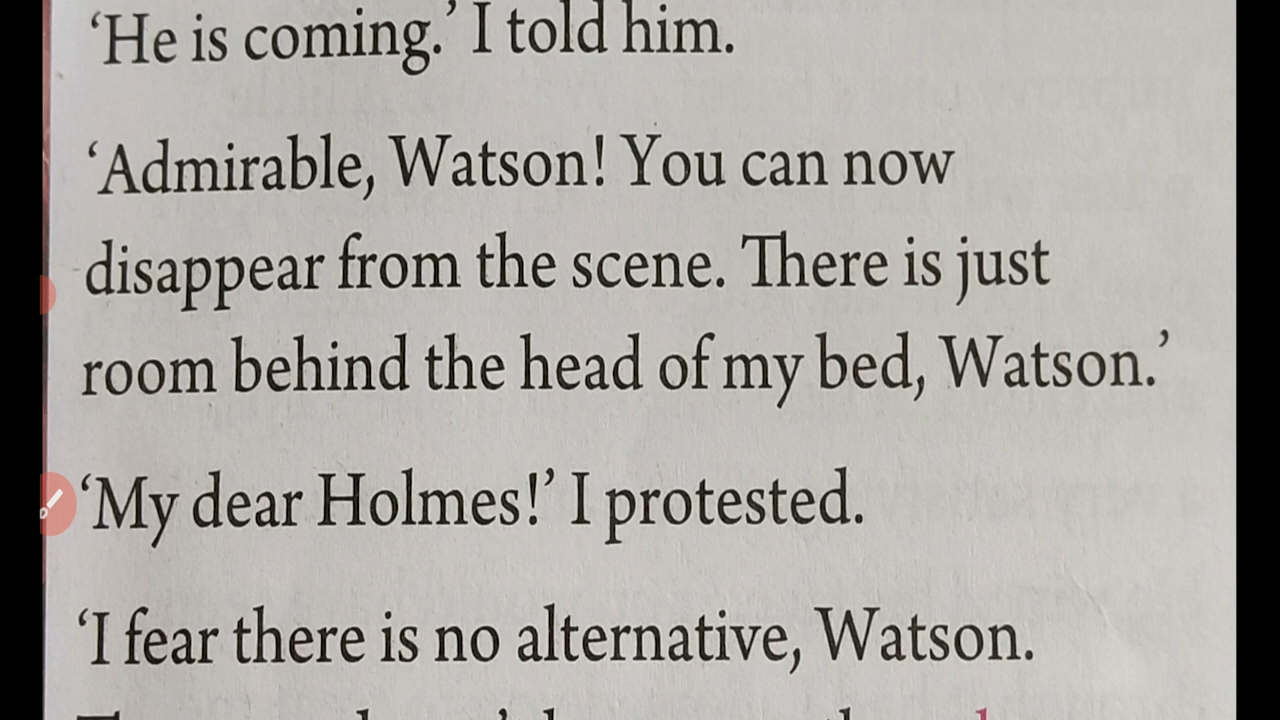 ‘He is coming.’ I told him.
‘Admirable, Watson! You can now
disappear from the scene. There is just
room behind the head of my bed, Watson.’
‘My dear Holmes!’ I protested.
‘I fear there is no alternative, Watson.